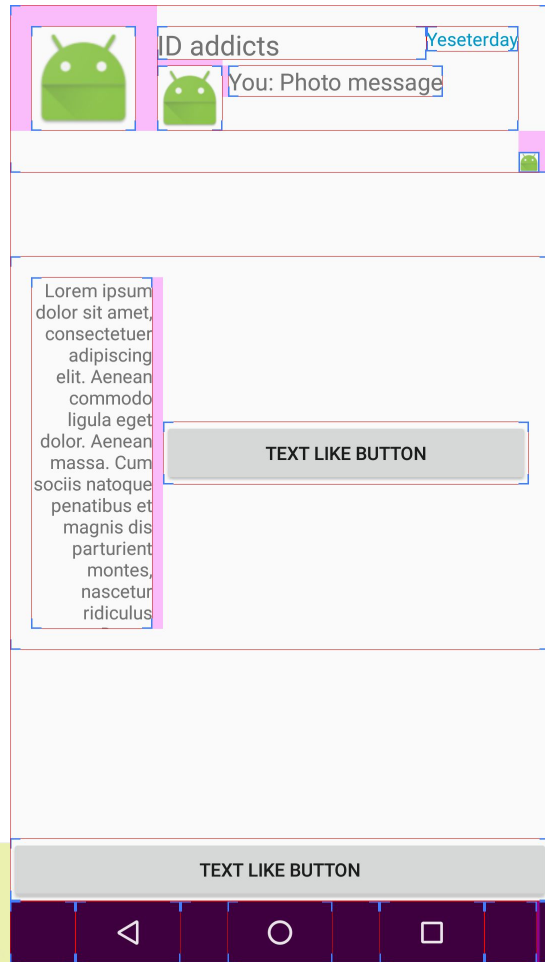 ID addicts
Yeseterday
You: Photo message
Lorem ipsum
dolor sit amet,
consectetuer
adipiscing
elit. Aenean
commodo
ligula eget
dolor. Aenean
massa. Cum
sociis natoque
penatibus et
magnis dis
parturient
montes,
nascetur
ridiculus
TEXT LIKE BUTTON
TEXT LIKE BUTTON